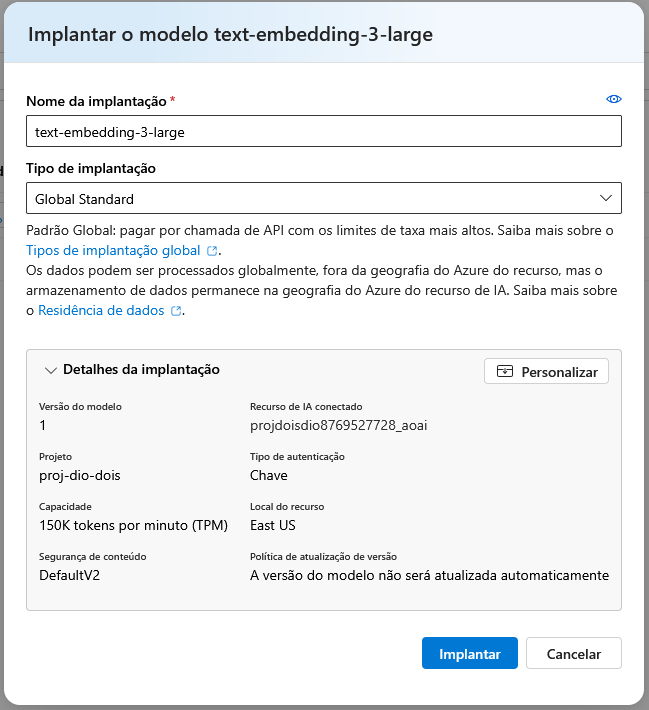 Implantar o modelo text-embedding-3-large
Nome da implantação *
text-embedding-3-large
Tipo de implantação
Global Standard
Padrão Global: pagar por chamada de API com os limites de taxa mais altos. Saiba mais sobre o
Tipos de implantação global.
Os dados podem ser processados globalmente, fora da geografia do Azure do recurso, mas o
armazenamento de dados permanece na geografia do Azure do recurso de IA. Saiba mais sobre
o Residência de dados.
Detalhes da implantação
Personalizar
Versão do modelo
1
Recurso de IA conectado
projdoisdio8769527728_aoai
Projeto
proj-dio-dois
Tipo de autenticação
Chave
Capacidade
150K tokens por minuto (TPM)
Local do recurso
East US
Segurança de conteúdo
DefaultV2
Política de atualização de versão
A versão do modelo não será atualizada automaticamente
Implantar
Cancelar